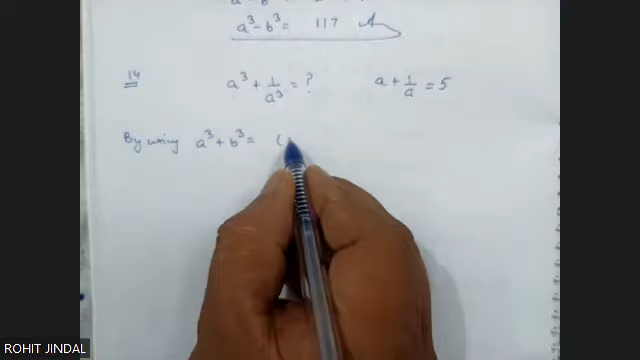 a³ - b³ = 117 A
14 a³ + 1/a³ = ? a + 1/a = 5
By using a³ + b³ = (
ROHIT JINDAL